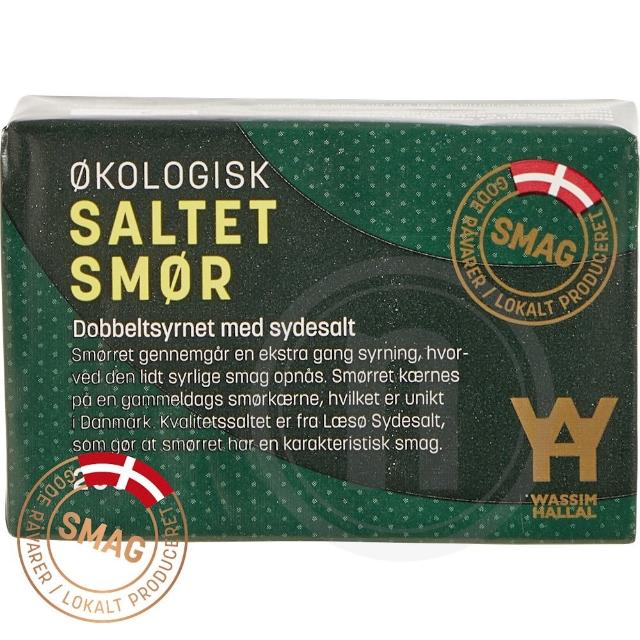 ØKOLOGISK
SALTET
SMØR
Dobbeltsyrnet med sydesalt
Smørret gennemgår en ekstra gang syrning, hvor-
ved den lidt syrlige smag opnås. Smørret kærnes
på en gammeldags smørkærne, hvilket er unikt
i Danmark. Kvalitetssaltet er fra Læsø Sydesalt,
som gør at smørret har en karakteristisk smag.
GODE RÅVARER / LOKALT PRODUCERET
SMAG
WASSIM
HALLAL
GODE RÅVARER / LOKALT PRODUCERET
SMAG